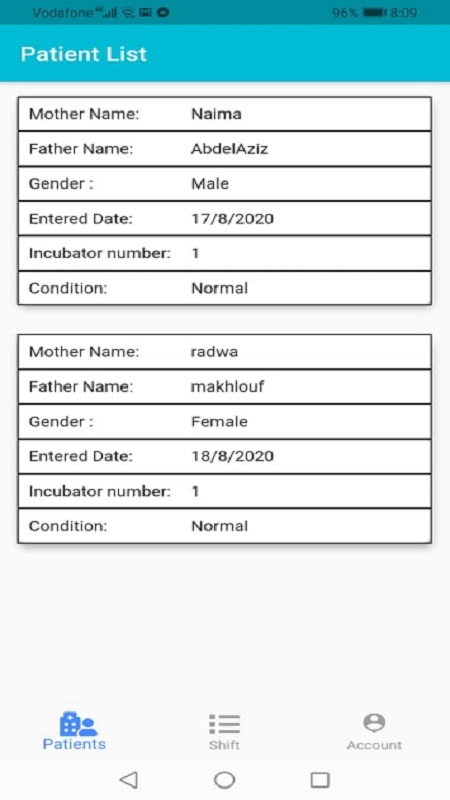 Vodafone 96% 8:09
Patient List
Mother Name: Naima
Father Name: AbdelAziz
Gender : Male
Entered Date: 17/8/2020
Incubator number: 1
Condition: Normal
Mother Name: radwa
Father Name: makhlouf
Gender : Female
Entered Date: 18/8/2020
Incubator number: 1
Condition: Normal
Patients Shift Account